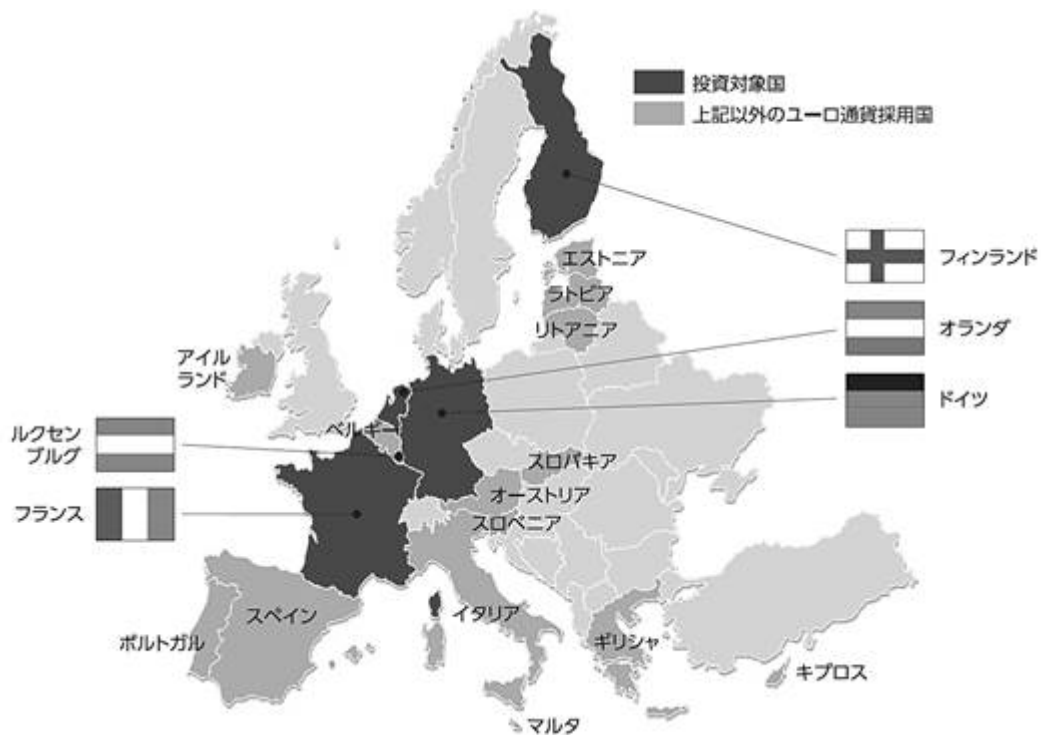 投資対象国
上記以外のユーロ通貨採用国
フィンランド
エストニア
ラトビア
リトアニア
オランダ
アイル
ランド
ドイツ
ベルギー
ルクセン
ブルグ
スロバキア
オーストリア
フランス
スロベニア
スペイン
イタリア
ポルトガル
ギリシャ
キプロス
マルタ